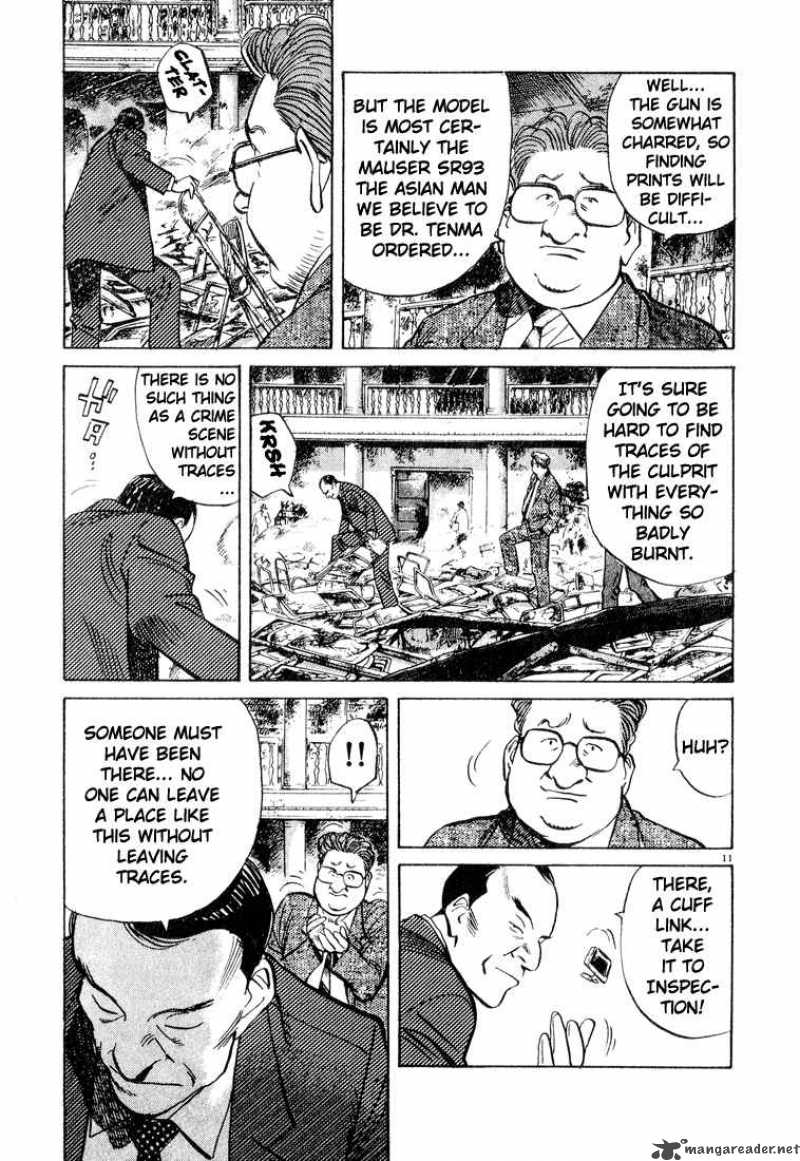 WELL...
THE GUN IS
SOMEWHAT
CHARRED, SO
FINDING
PRINTS WILL
BE DIFFI-
CULT...
BUT THE MODEL
IS MOST CER-
TAINLY THE
MAUSER SR93
THE ASIAN MAN
WE BELIEVE TO
BE DR. TENMA
ORDERED...
CLAT-
TER
IT'S SURE
GOING TO BE
HARD TO FIND
TRACES
OF THE
CULPRIT
WITH EVERY-
THING SO
BADLY
BURNT.
KRSH
THERE IS NO
SUCH THING
AS A CRIME
SCENE
WITHOUT
TRACES
...
ザ
ッ
…
HUH?
11
THERE,
A CUFF
LINK...
TAKE
IT TO
INSPEC-
TION!
!!
SOMEONE MUST
HAVE BEEN
THERE... NO
ONE CAN LEAVE
A PLACE LIKE
THIS WITHOUT
LEAVING
TRACES.
mangareader.net